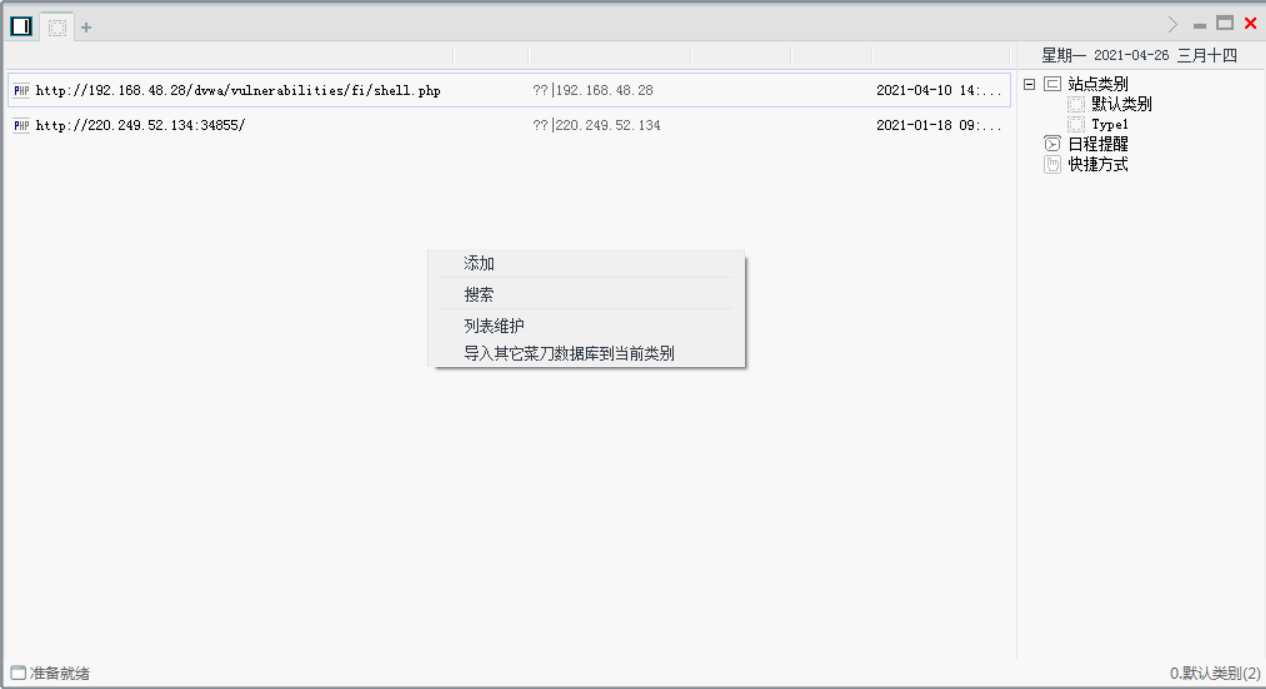 +
星期一 2021-04-26 三月十四
PHP http://192.168.48.28/dvwa/vulnerabilities/fi/shell.php ??|192.168.48.28 2021-04-10 14:...
PHP http://220.249.52.134:34855/ ??|220.249.52.134 2021-01-18 09:...
站点类别
默认类别
Type1
日程提醒
快捷方式
添加
搜索
列表维护
导入其它菜刀数据库到当前类别
准备就绪
0.默认类别(2)